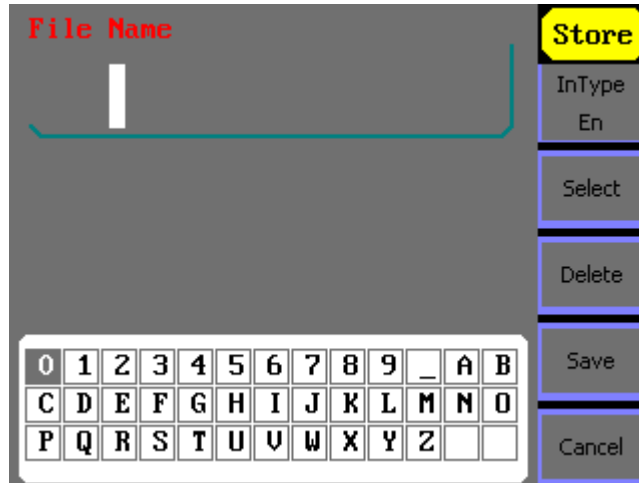 File Name
Store
InType
En
Select
Delete
Save
Cancel
0 1 2 3 4 5 6 7 8 9 _ A B
C D E F G H I J K L M N O
P Q R S T U V W X Y Z